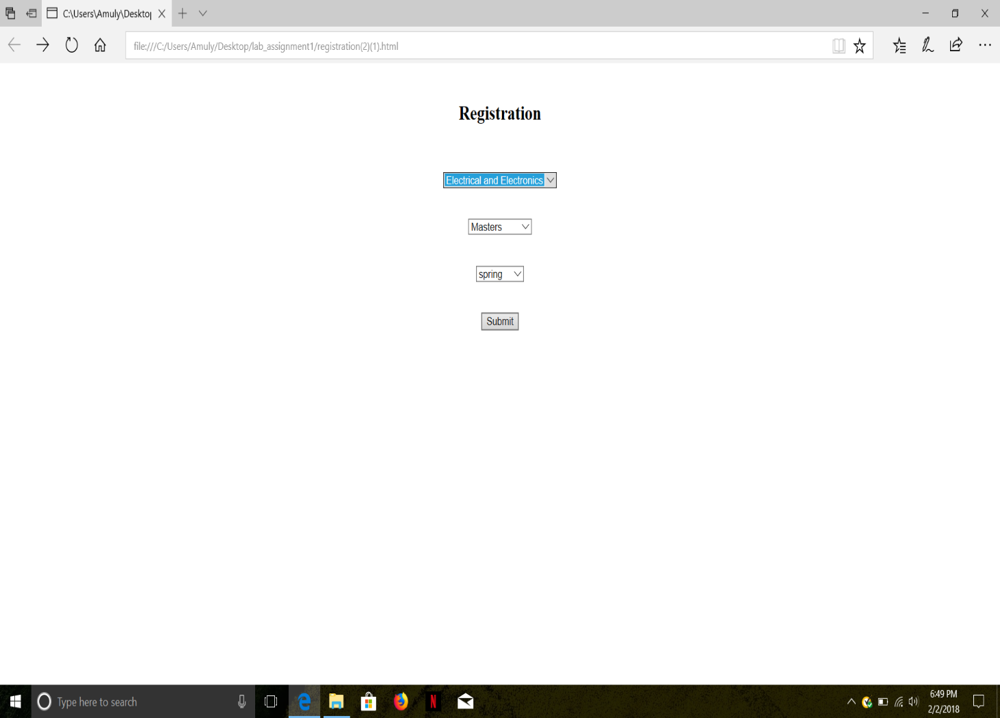 C:\Users\Amuly\Desktop
file:///C:/Users/Amuly/Desktop/lab_assignment1/registration(2)(1).html
Registration
Electrical and Electronics
Masters
spring
Submit
Type here to search
6:49 PM
2/2/2018